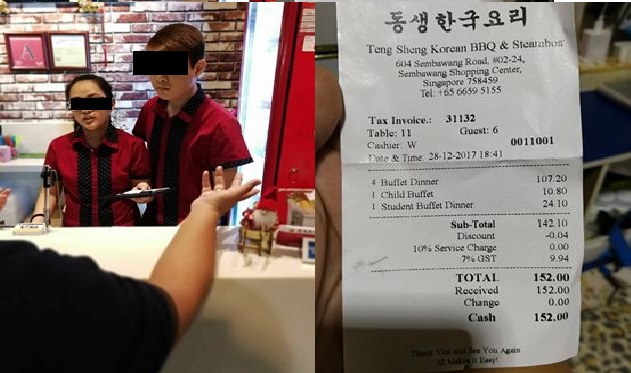 동생한국요리
Teng Sheng Korean BBQ & Steamboat
604 Sembawang Road, #02-24,
Sembawang Shopping Center,
Singapore 758459
Tel: +65 6659 5155
Tax Invoice.: 31132
Table: 11 Guest: 6
Cashier: W 0011001
Date & Time: 28-12-2017 18:41
4 Buffet Dinner 107.20
1 Child Buffet 10.80
1 Student Buffet Dinner 24.10
Sub-Total 142.10
Discount -0.04
10% Service Charge 0.00
7% GST 9.94
TOTAL 152.00
Received 152.00
Change 0.00
Cash 152.00
Thank You and See You Again
Makes It Easy!
A